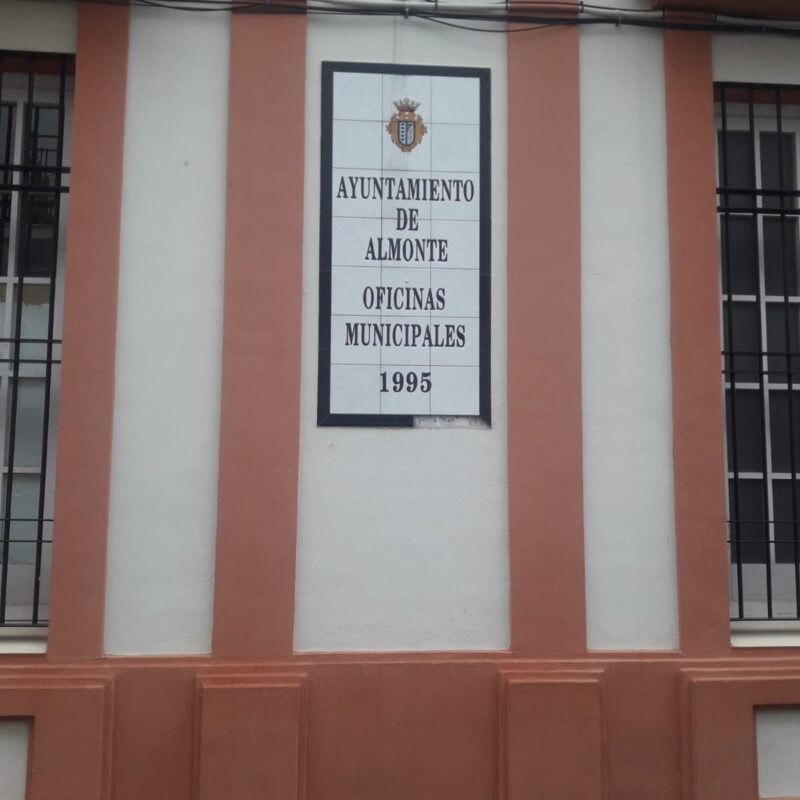 AYUNTAMIENTO
DE
ALMONTE
OFICINAS
MUNICIPALES
1995